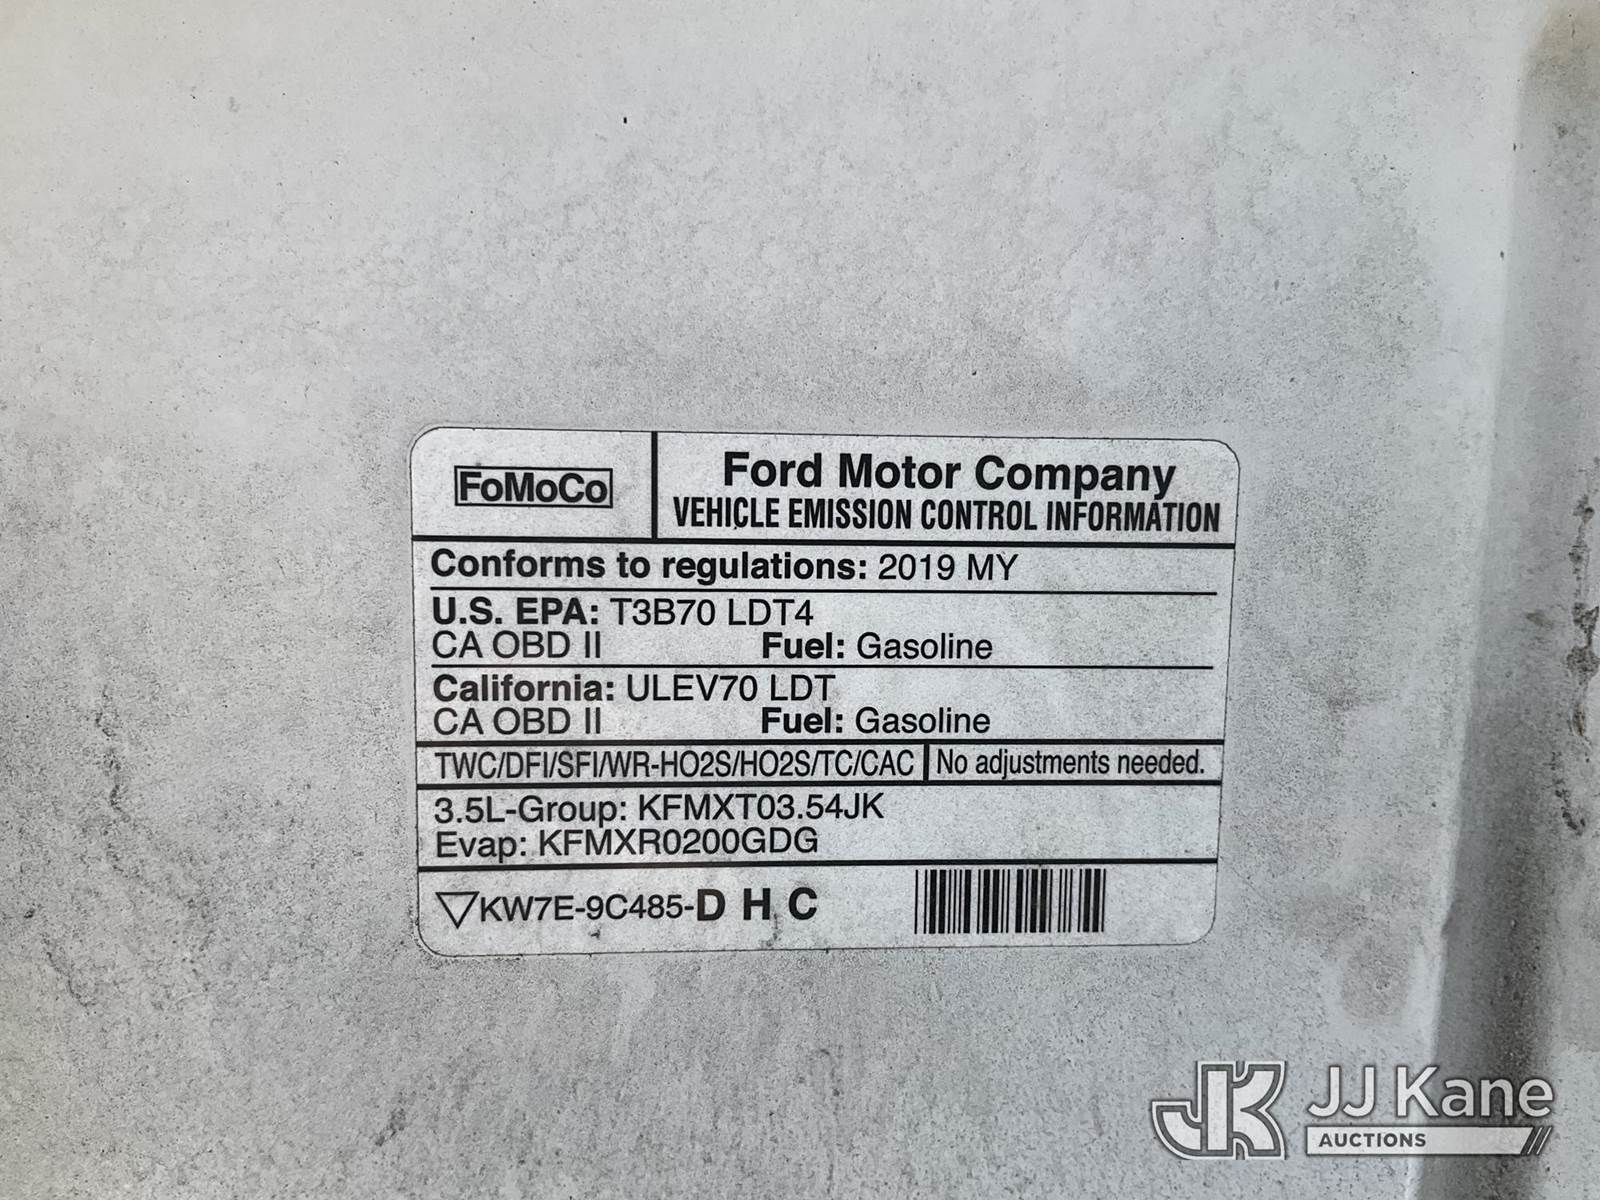 FoMoCo
Ford Motor Company
VEHICLE EMISSION CONTROL INFORMATION
Conforms to regulations: 2019 MY
U.S. EPA: T3B70 LDT4
CA OBD II Fuel: Gasoline
California: ULEV70 LDT
CA OBD II Fuel: Gasoline
TWC/DFI/SFI/WR-HO2S/HO2S/TC/CAC No adjustments needed.
3.5L-Group: KFMXT03.54JK
Evap: KFMXR0200GDG
KW7E-9C485-D H C
JK JJ Kane
AUCTIONS